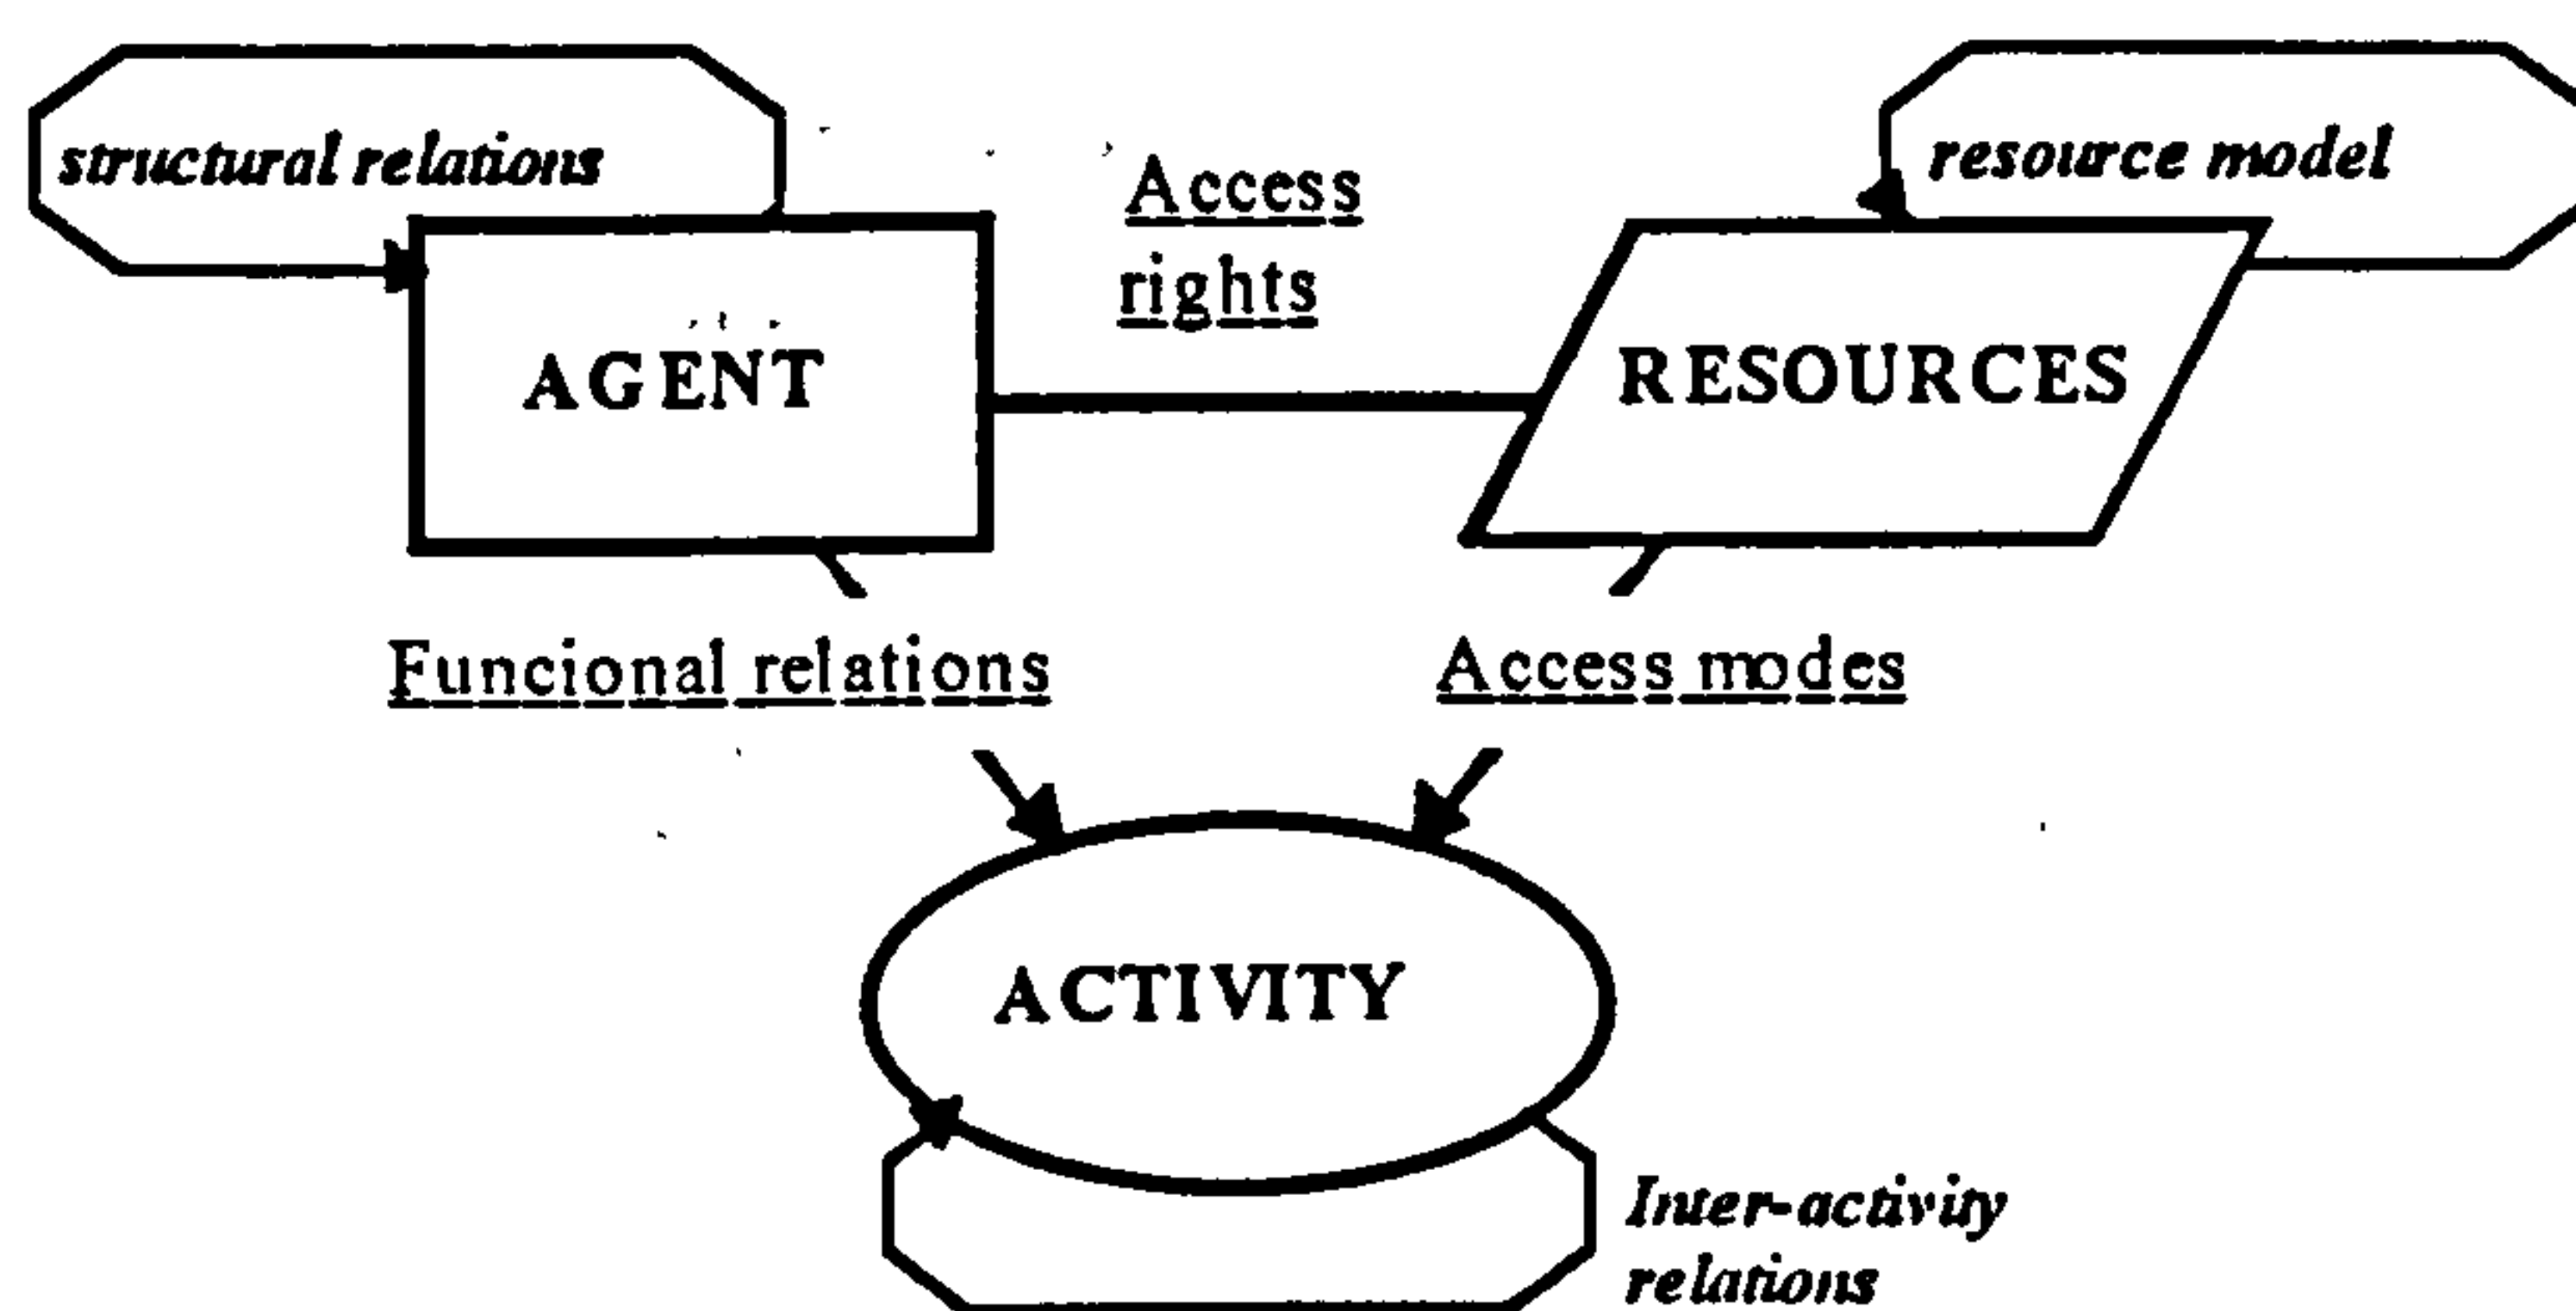 structural relations
resource model
Access
rights
AGENT
RESOURCES
Funcional relations
Access modes
ACTIVITY
Inter-activity
relations